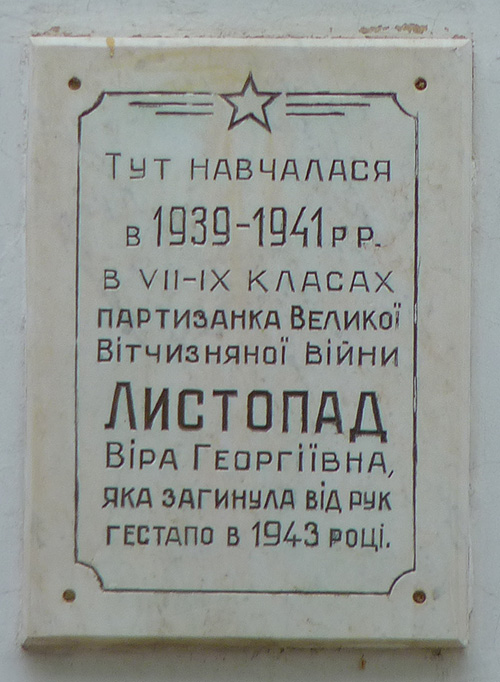 Тут навчалася
в 1939-1941 р р.
в VII-IX класах
партизанка Великої
Вітчизняної війни
ЛИСТОПАД
Віра Георгіївна,
яка загинула від рук
гестапо в 1943 році.